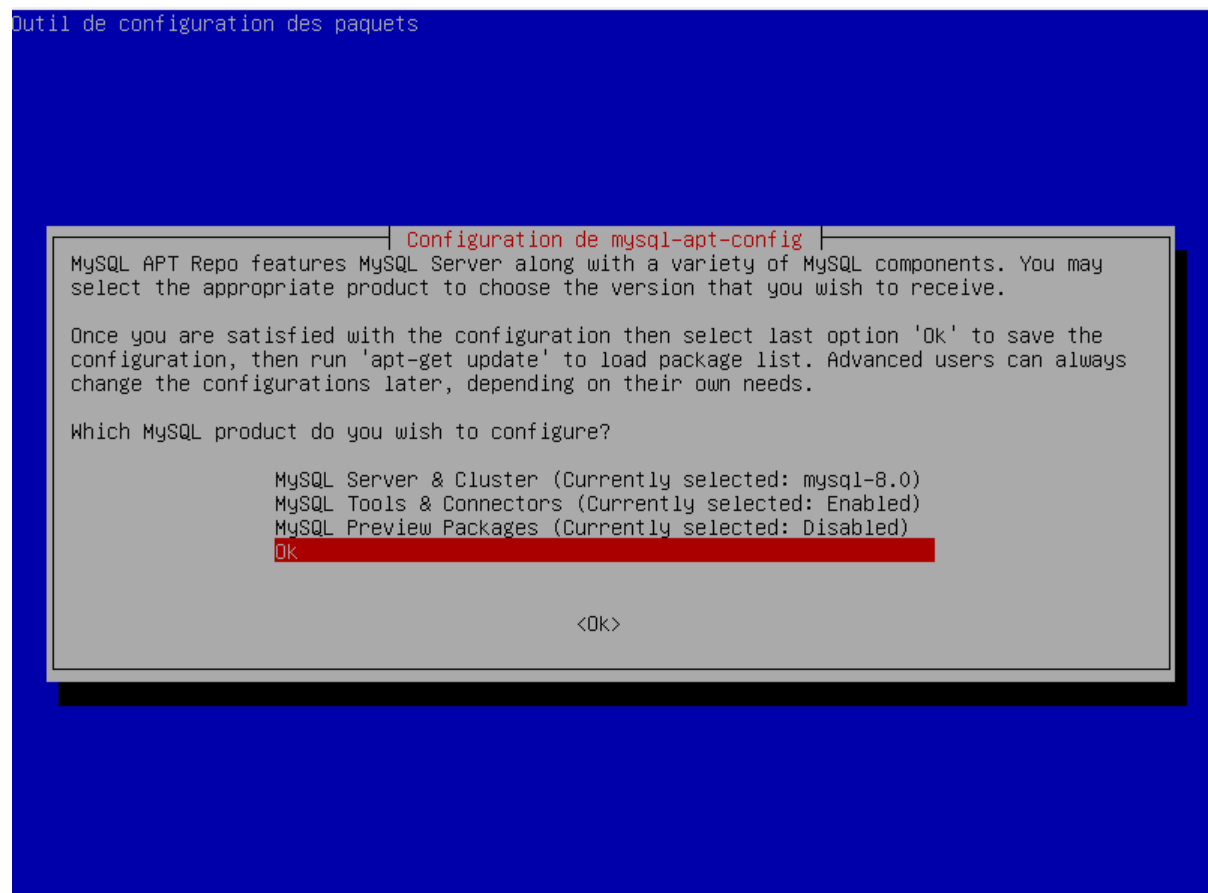 Outil de configuration des paquets
Configuration de mysql-apt-config
MySQL APT Repo features MySQL Server along with a variety of MySQL components. You may
select the appropriate product to choose the version that you wish to receive.
Once you are satisfied with the configuration then select last option 'Ok' to save the
configuration, then run 'apt-get update' to load package list. Advanced users can always
change the configurations later, depending on their own needs.
Which MySQL product do you wish to configure?
MySQL Server & Cluster (Currently selected: mysql-8.0)
MySQL Tools & Connectors (Currently selected: Enabled)
MySQL Preview Packages (Currently selected: Disabled)
Ok
<Ok>